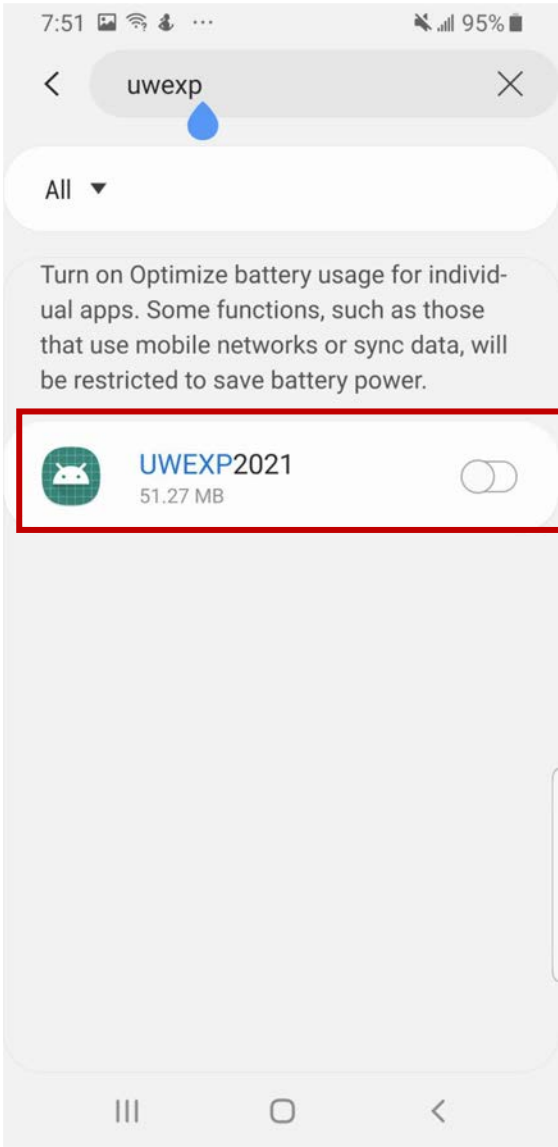 7:51 ... 95%
uwexp
All
Turn on Optimize battery usage for individ-
ual apps. Some functions, such as those
that use mobile networks or sync data, will
be restricted to save battery power.
UWEXP2021
51.27 MB